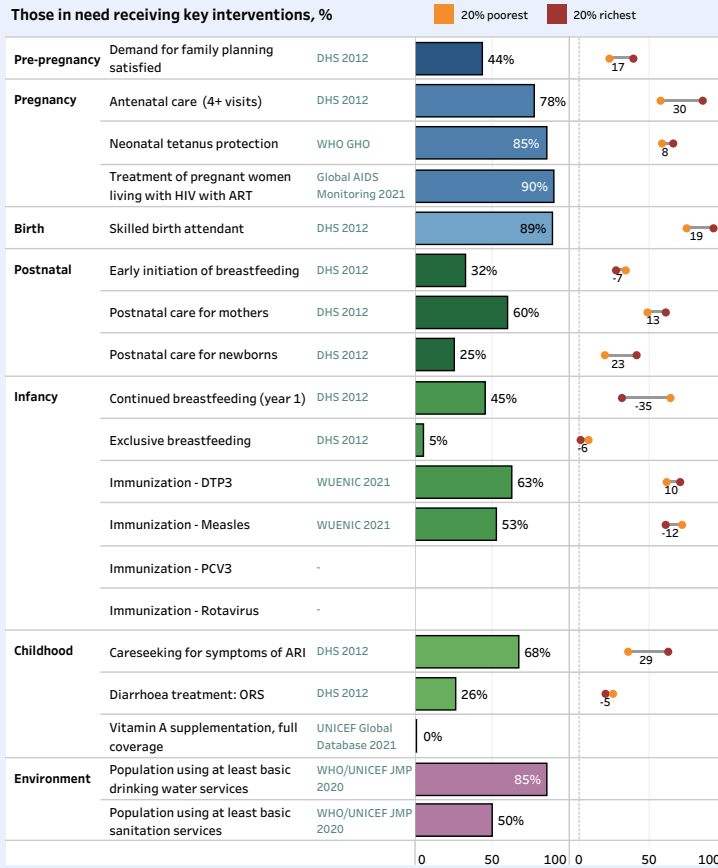 Those in need receiving key interventions, %
20% poorest
20% richest
Pre-pregnancy
Demand for family planning
satisfied
DHS 2012
44%
17
Pregnancy
Antenatal care (4+ visits)
DHS 2012
78%
30
Neonatal tetanus protection
WHO GHO
85%
8
Treatment of pregnant women
living with HIV with ART
Global AIDS
Monitoring 2021
90%
Birth
Skilled birth attendant
DHS 2012
89%
19
Postnatal
Early initiation of breastfeeding
DHS 2012
32%
-7
Postnatal care for mothers
DHS 2012
60%
13
Postnatal care for newborns
DHS 2012
25%
23
Infancy
Continued breastfeeding (year 1)
DHS 2012
45%
-35
Exclusive breastfeeding
DHS 2012
5%
-6
Immunization - DTP3
WUENIC 2021
63%
10
Immunization - Measles
WUENIC 2021
53%
-12
Immunization - PCV3
-
Immunization - Rotavirus
-
Childhood
Careseeking for symptoms of ARI
DHS 2012
68%
29
Diarrhoea treatment: ORS
DHS 2012
26%
-5
Vitamin A supplementation, full
coverage
UNICEF Global
Database 2021
0%
Environment
Population using at least basic
drinking water services
WHO/UNICEF JMP
2020
85%
Population using at least basic
sanitation services
WHO/UNICEF JMP
2020
50%
0 50 100 0 50 100